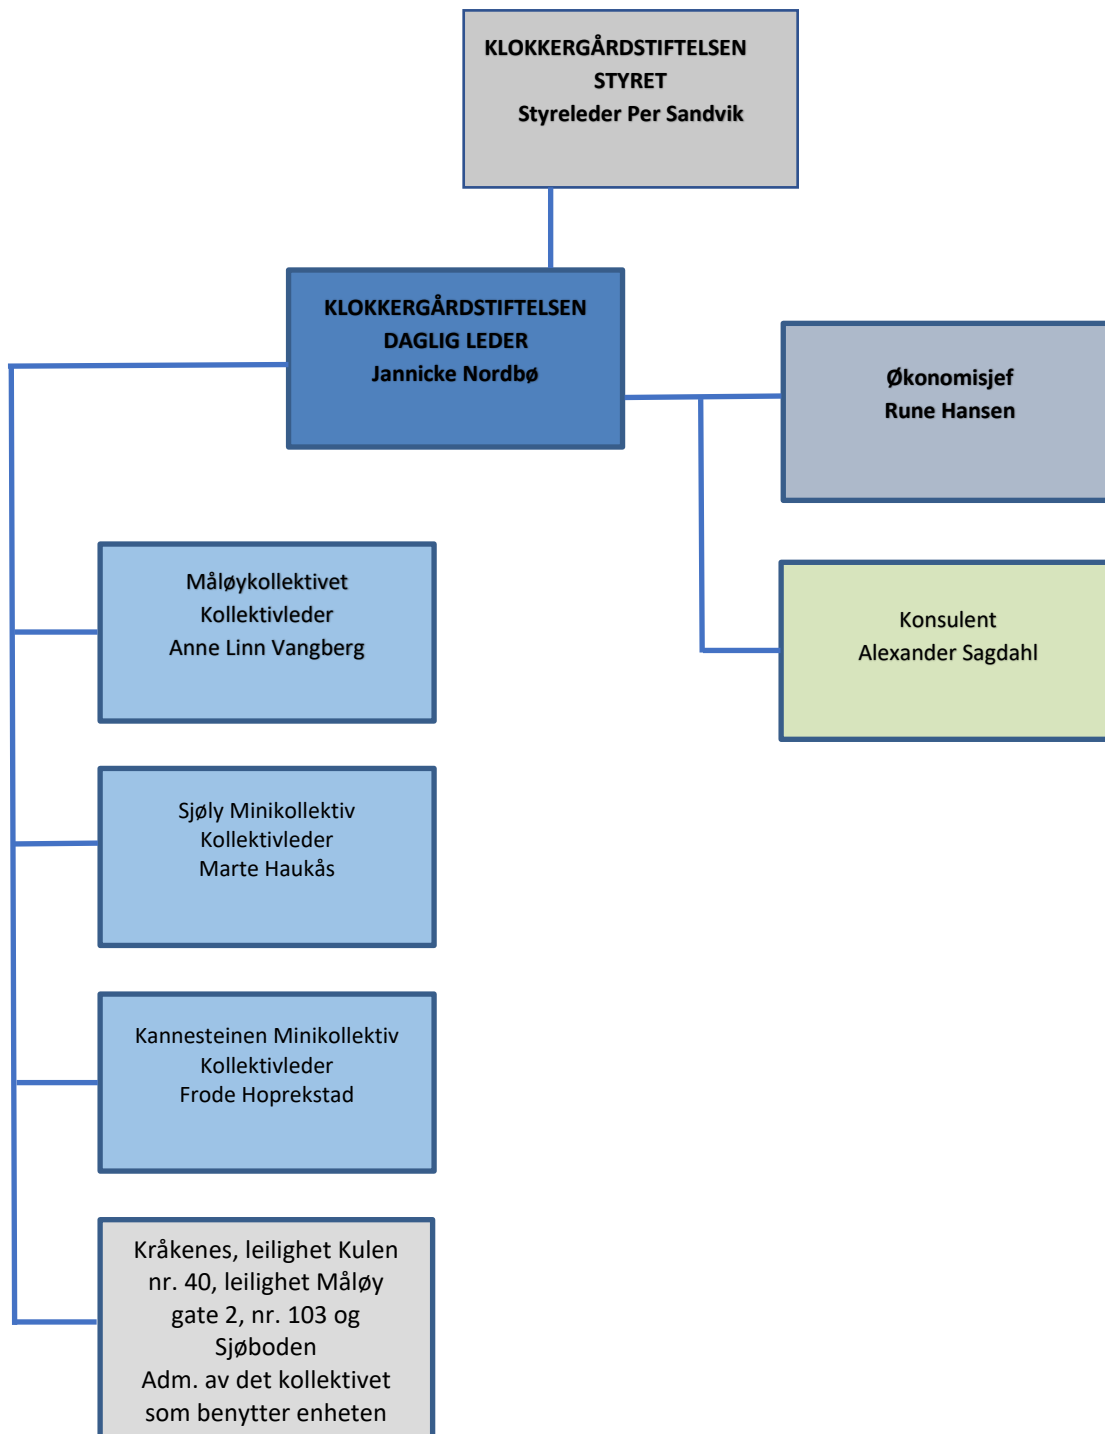 KLOKKERGÅRDSTIFTELSEN
STYRET
Styreleder Per Sandvik
KLOKKERGÅRDSTIFTELSEN
DAGLIG LEDER
Jannicke Nordbø
Økonomisjef
Rune Hansen
Måløykollektivet
Kollektivleder
Anne Linn Vangberg
Konsulent
Alexander Sagdahl
Sjøly Minikollektiv
Kollektivleder
Marte Haukås
Kannesteinen Minikollektiv
Kollektivleder
Frode Hoprekstad
Kråkenes, leilighet Kulen
nr. 40, leilighet Måløy
gate 2, nr. 103 og
Sjøboden
Adm. av det kollektivet
som benytter enheten